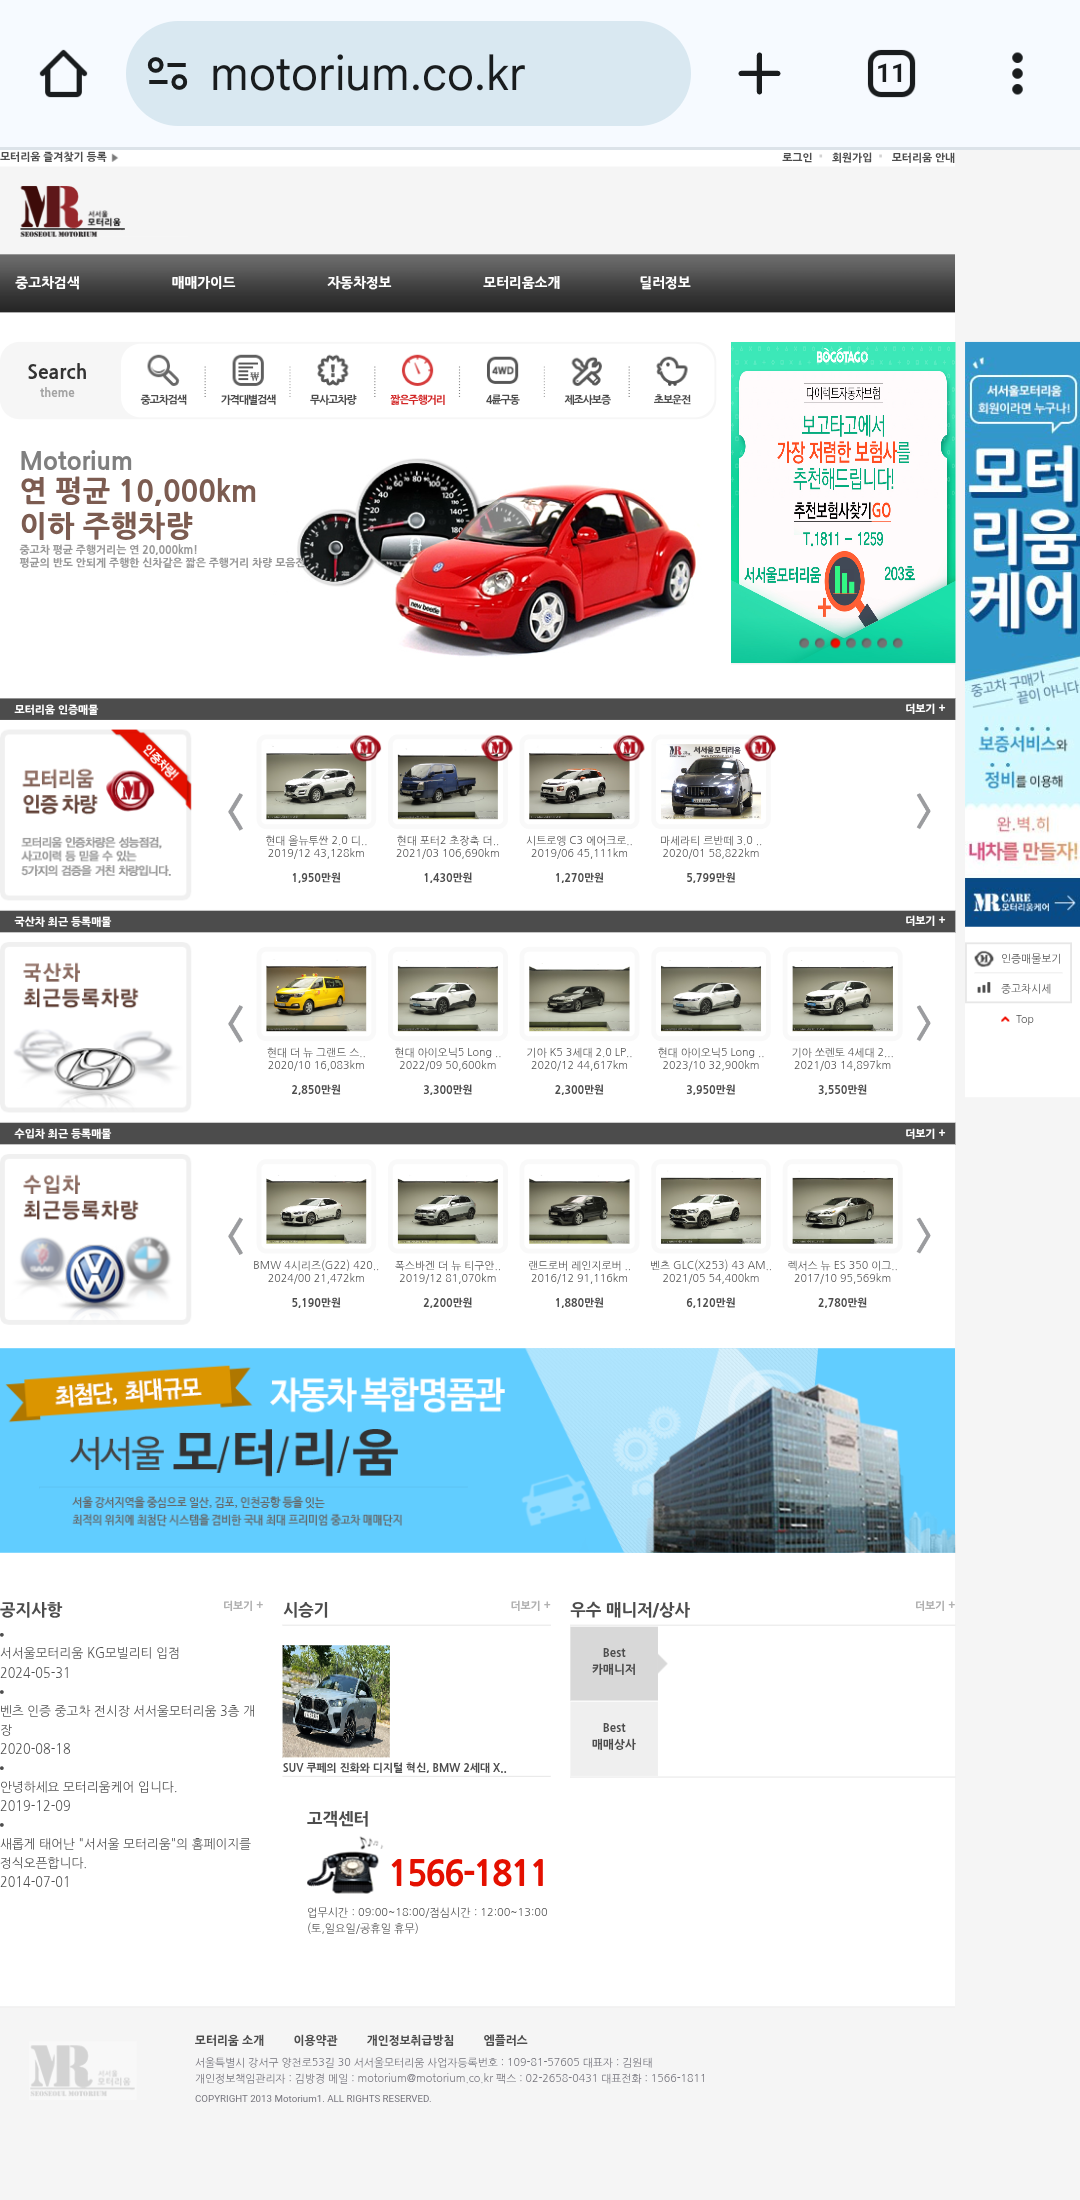 motorium.co.kr
11
모터리움 즐겨찾기 등록
로그인 회원가입 모터리움 안내
MR 서서울 모터리움
SEOSEOUL MOTORIUM
중고차검색 매매가이드 자동차정보 모터리움소개 딜러정보
Search
theme
중고차검색 가격대별검색 무사고차량 짧은주행거리 4륜구동 제조사보증 초보운전
4WD
Motorium
연 평균 10,000km
이하 주행차량
중고차 평균 주행거리는 연 20,000km!
평균의 반도 안되게 주행한 신차같은 짧은 주행거리 차량 모음전
new beetle
BOGOTAGO
다이렉트자동차보험
보고타고에서
가장 저렴한 보험사를
추천해드립니다!
추천보험사찾기GO
T.1811 - 1259
서서울모터리움 203호
서서울모터리움
회원이라면 누구나!
모터
리움
케어
중고차 구매가
끝이 아니다
보증서비스와
정비를 이용해
완.벽.히
내차를 만들자!
MR CARE
모터리움케어
인증매물보기
중고차시세
Top
모터리움 인증매물 더보기 +
인증차량!
모터리움
인증 차량
모터리움 인증차량은 성능점검,
사고이력 등 믿을 수 있는
5가지의 검증을 거친 차량입니다.
서서울모터리움
현대 올뉴투싼 2.0 디.. 현대 포터2 초장축 더.. 시트로엥 C3 에어크로.. 마세라티 르반떼 3.0 ..
2019/12 43,128km 2021/03 106,690km 2019/06 45,111km 2020/01 58,822km
1,950만원 1,430만원 1,270만원 5,799만원
국산차 최근 등록매물 더보기 +
국산차
최근등록차량
현대 더 뉴 그랜드 스.. 현대 아이오닉5 Long .. 기아 K5 3세대 2.0 LP.. 현대 아이오닉5 Long .. 기아 쏘렌토 4세대 2...
2020/10 16,083km 2022/09 50,600km 2020/12 44,617km 2023/10 32,900km 2021/03 14,897km
2,850만원 3,300만원 2,300만원 3,950만원 3,550만원
수입차 최근 등록매물 더보기 +
수입차
최근등록차량
SAAB
BMW 4시리즈(G22) 420.. 폭스바겐 더 뉴 티구안.. 랜드로버 레인지로버 .. 벤츠 GLC(X253) 43 AM.. 렉서스 뉴 ES 350 이그..
2024/00 21,472km 2019/12 81,070km 2016/12 91,116km 2021/05 54,400km 2017/10 95,569km
5,190만원 2,200만원 1,880만원 6,120만원 2,780만원
최첨단, 최대규모 자동차 복합명품관
서서울 모/터/리/움
서울 강서지역을 중심으로 일산, 김포, 인천공항 등을 잇는
최적의 위치에 최첨단 시스템을 겸비한 국내 최대 프리미엄 중고차 매매단지
공지사항 더보기 +
서서울모터리움 KG모빌리티 입점
2024-05-31
벤츠 인증 중고차 전시장 서서울모터리움 3층 개
장
2020-08-18
안녕하세요 모터리움케어 입니다.
2019-12-09
새롭게 태어난 "서서울 모터리움"의 홈페이지를
정식오픈합니다.
2014-07-01
시승기 더보기 +
SUV 쿠페의 진화와 디지털 혁신, BMW 2세대 X..
우수 매니저/상사 더보기 +
Best
카매니저
Best
매매상사
고객센터
1566-1811
업무시간 : 09:00~18:00/점심시간 : 12:00~13:00
(토,일요일/공휴일 휴무)
MR 서서울 모터리움
SEOSEOUL MOTORIUM
모터리움 소개 이용약관 개인정보취급방침 엠플러스
서울특별시 강서구 양천로53길 30 서서울모터리움 사업자등록번호 : 109-81-57605 대표자 : 김원태
개인정보책임관리자 : 김방경 메일 : motorium@motorium.co.kr 팩스 : 02-2658-0431 대표전화 : 1566-1811
COPYRIGHT 2013 Motorium1. ALL RIGHTS RESERVED.